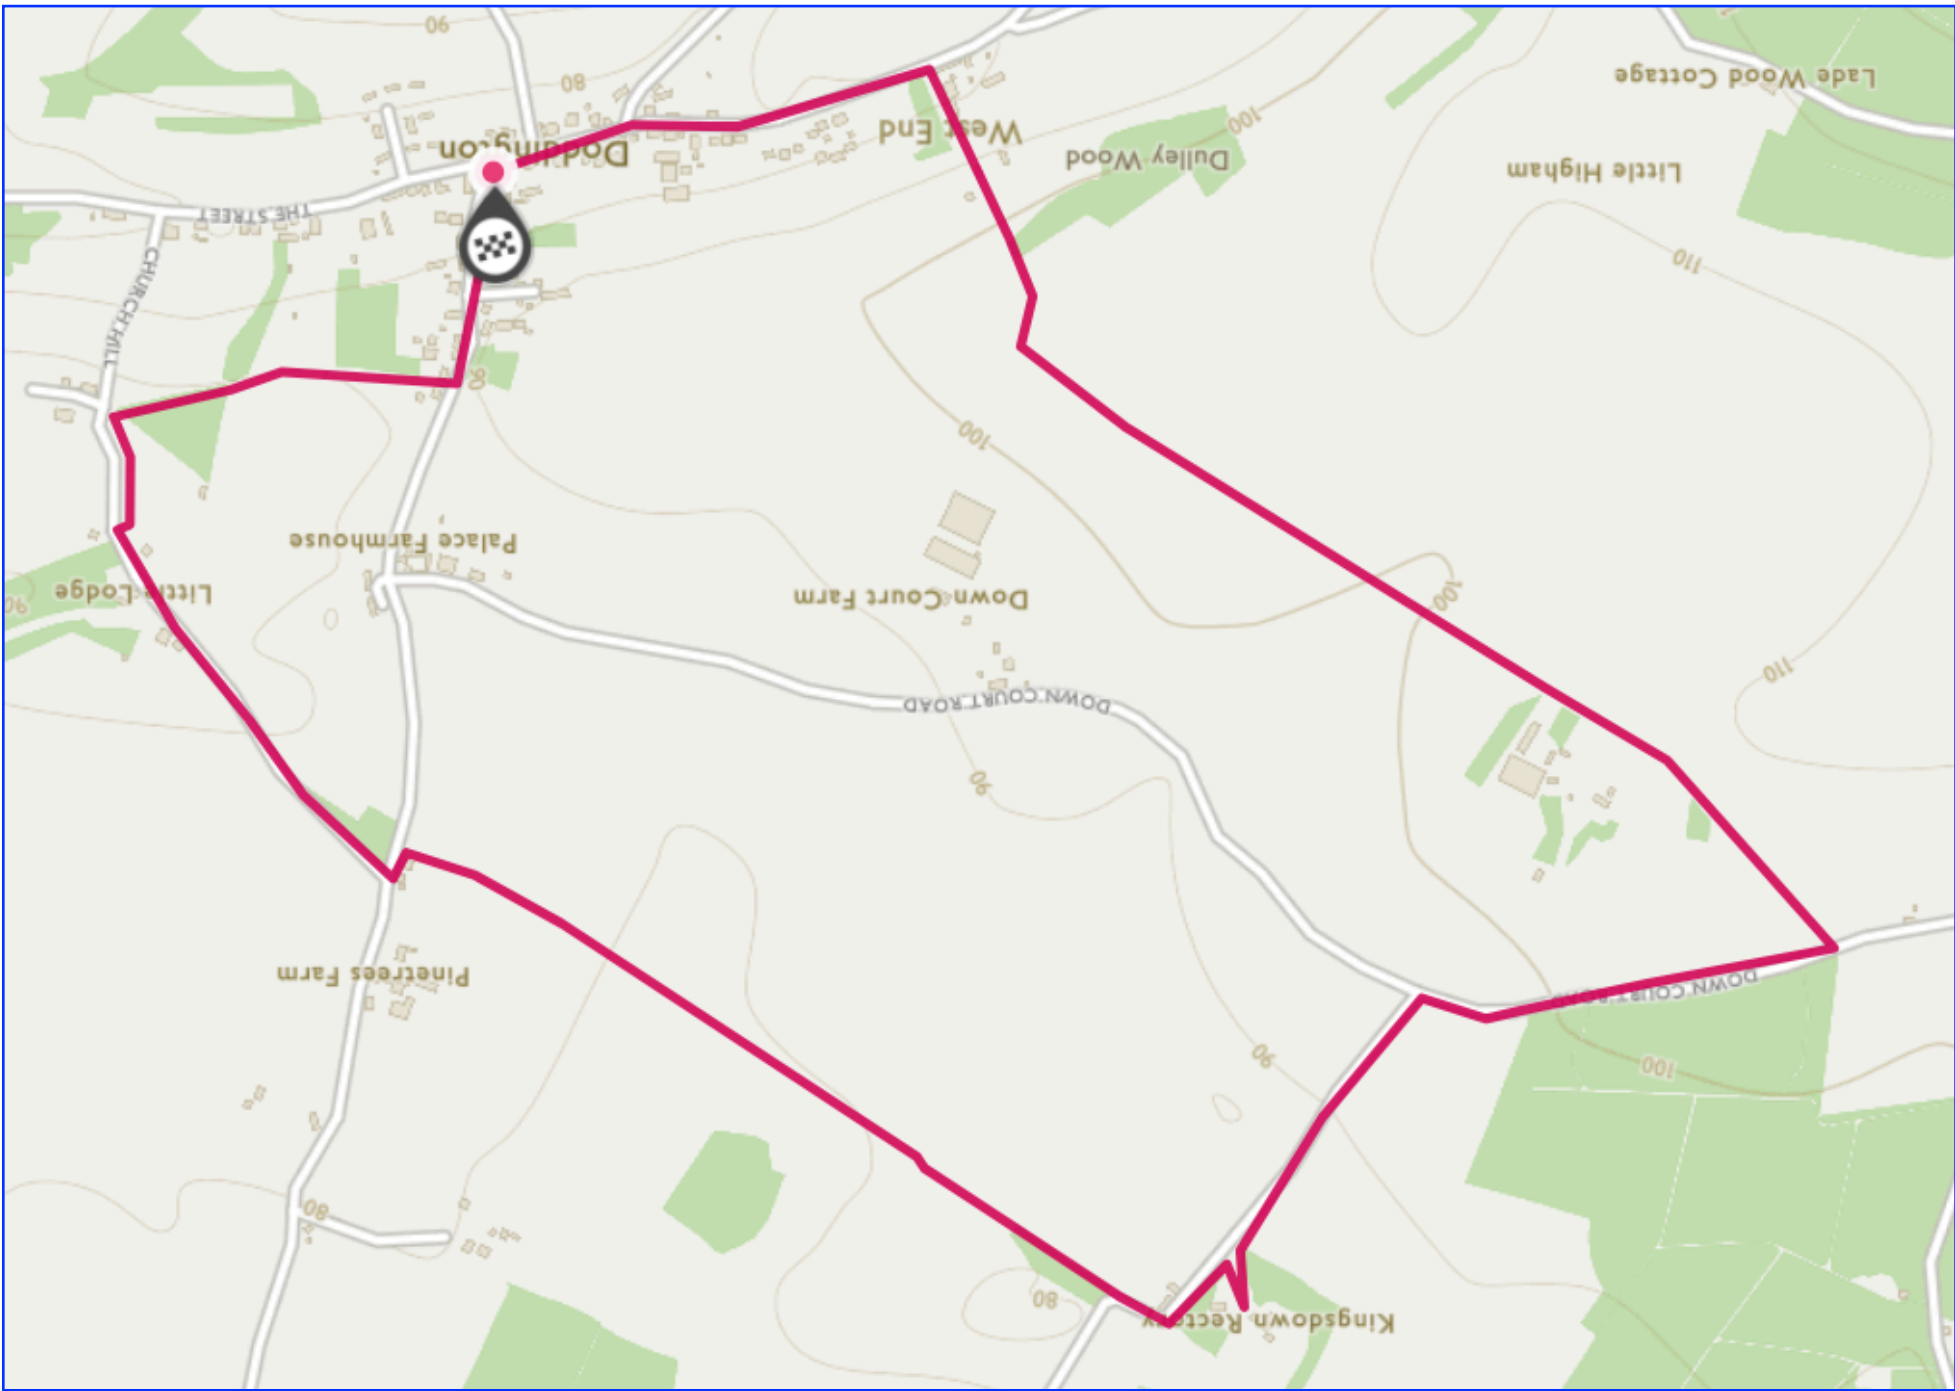 90
Lade Wood Cottage
80
100
West End
Doddington
Dulley Wood
Little Higham
THE STREET
110
CHURCH HILL
90
100
Palace Farmhouse
Little Lodge
90
Down Court Farm
100
110
DOWN COURT ROAD
90
Pinetrees Farm
DOWN COURT ROAD
90
100
80
80
Kingsdown Rectory